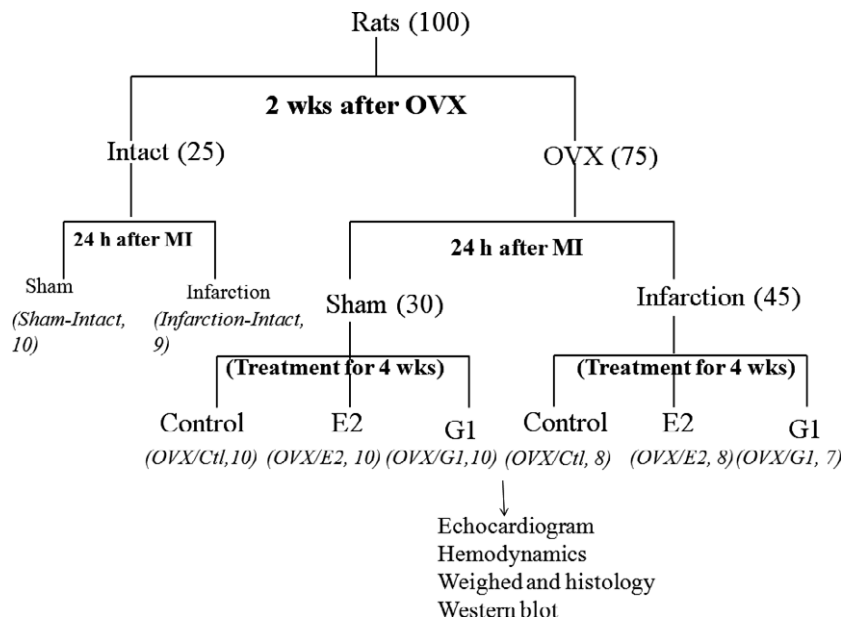 Rats (100)
2 wks after OVX
Intact (25)
OVX (75)
24 h after MI
24 h after MI
Sham
(Sham-Intact,
10)
Infarction
(Infarction-Intact,
9)
Sham (30)
Infarction (45)
(Treatment for 4 wks)
(Treatment for 4 wks)
Control
E2
G1
Control
E2
G1
(OVX/Ctl,10)
(OVX/E2, 10)
(OVX/G1,10)
(OVX/Ctl, 8)
(OVX/E2, 8)
(OVX/G1, 7)
Echocardiogram
Hemodynamics
Weighed and histology
Western blot